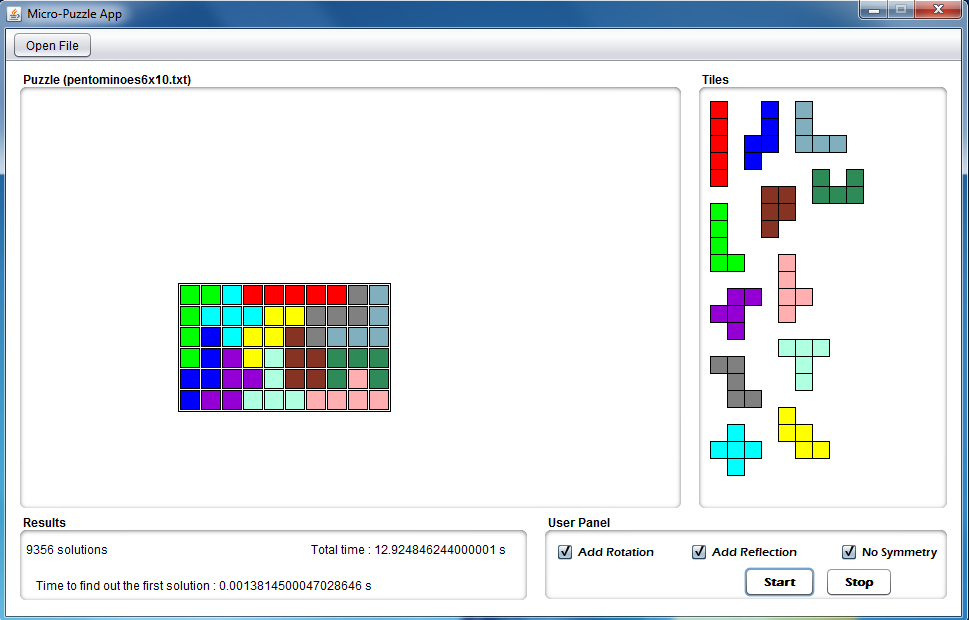 Micro-Puzzle App
Open File
Puzzle (pentominoes6x10.txt)
Tiles
Results
9356 solutions
Total time : 12.924846244000001 s
Time to find out the first solution : 0.0013814500047028646 s
User Panel
Add Rotation
Add Reflection
No Symmetry
Start
Stop